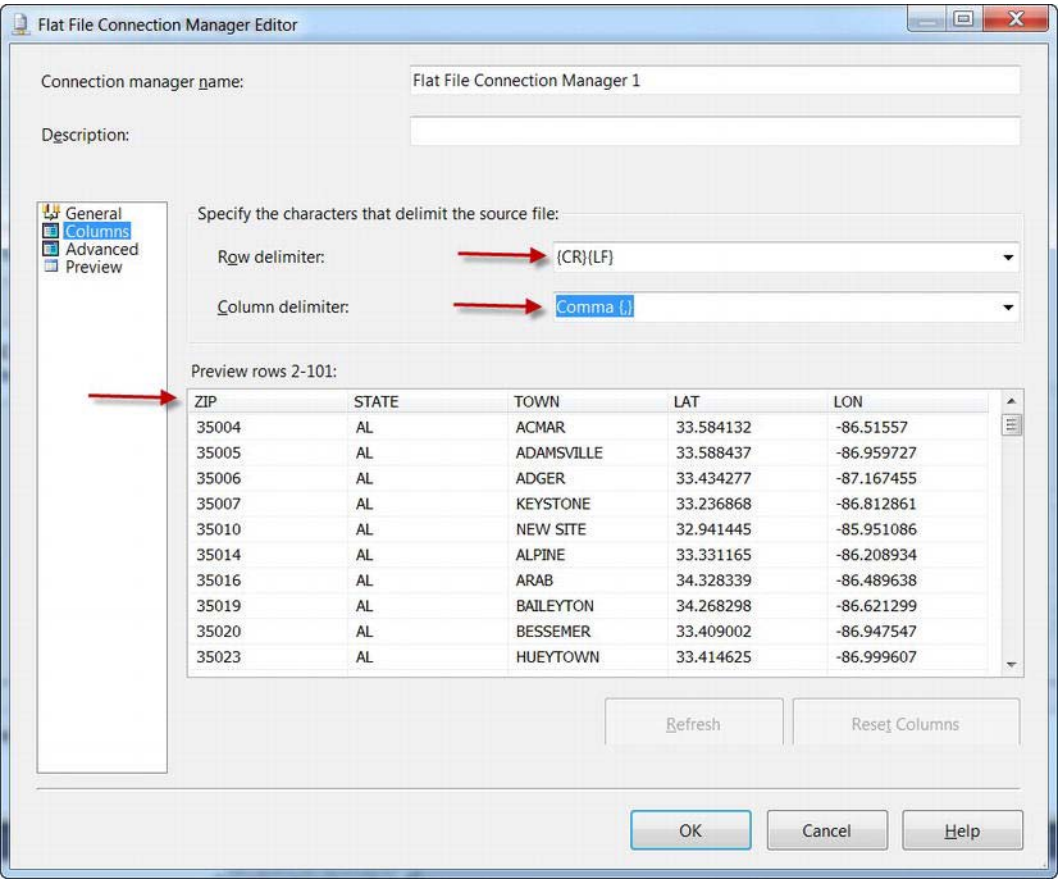 Flat File Connection Manager Editor
Connection manager name: Flat File Connection Manager 1
Description:
General
Columns
Advanced
Preview
Specify the characters that delimit the source file:
Row delimiter: {CR}{LF}
Column delimiter: Comma {,}
Preview rows 2-101:
ZIP STATE TOWN LAT LON
35004 AL ACMAR 33.584132 -86.51557
35005 AL ADAMSVILLE 33.588437 -86.959727
35006 AL ADGER 33.434277 -87.167455
35007 AL KEYSTONE 33.236868 -86.812861
35010 AL NEW SITE 32.941445 -85.951086
35014 AL ALPINE 33.331165 -86.208934
35016 AL ARAB 34.328339 -86.489638
35019 AL BAILEYTON 34.268298 -86.621299
35020 AL BESSEMER 33.409002 -86.947547
35023 AL HUEYTOWN 33.414625 -86.999607
Refresh Reset Columns
OK Cancel Help